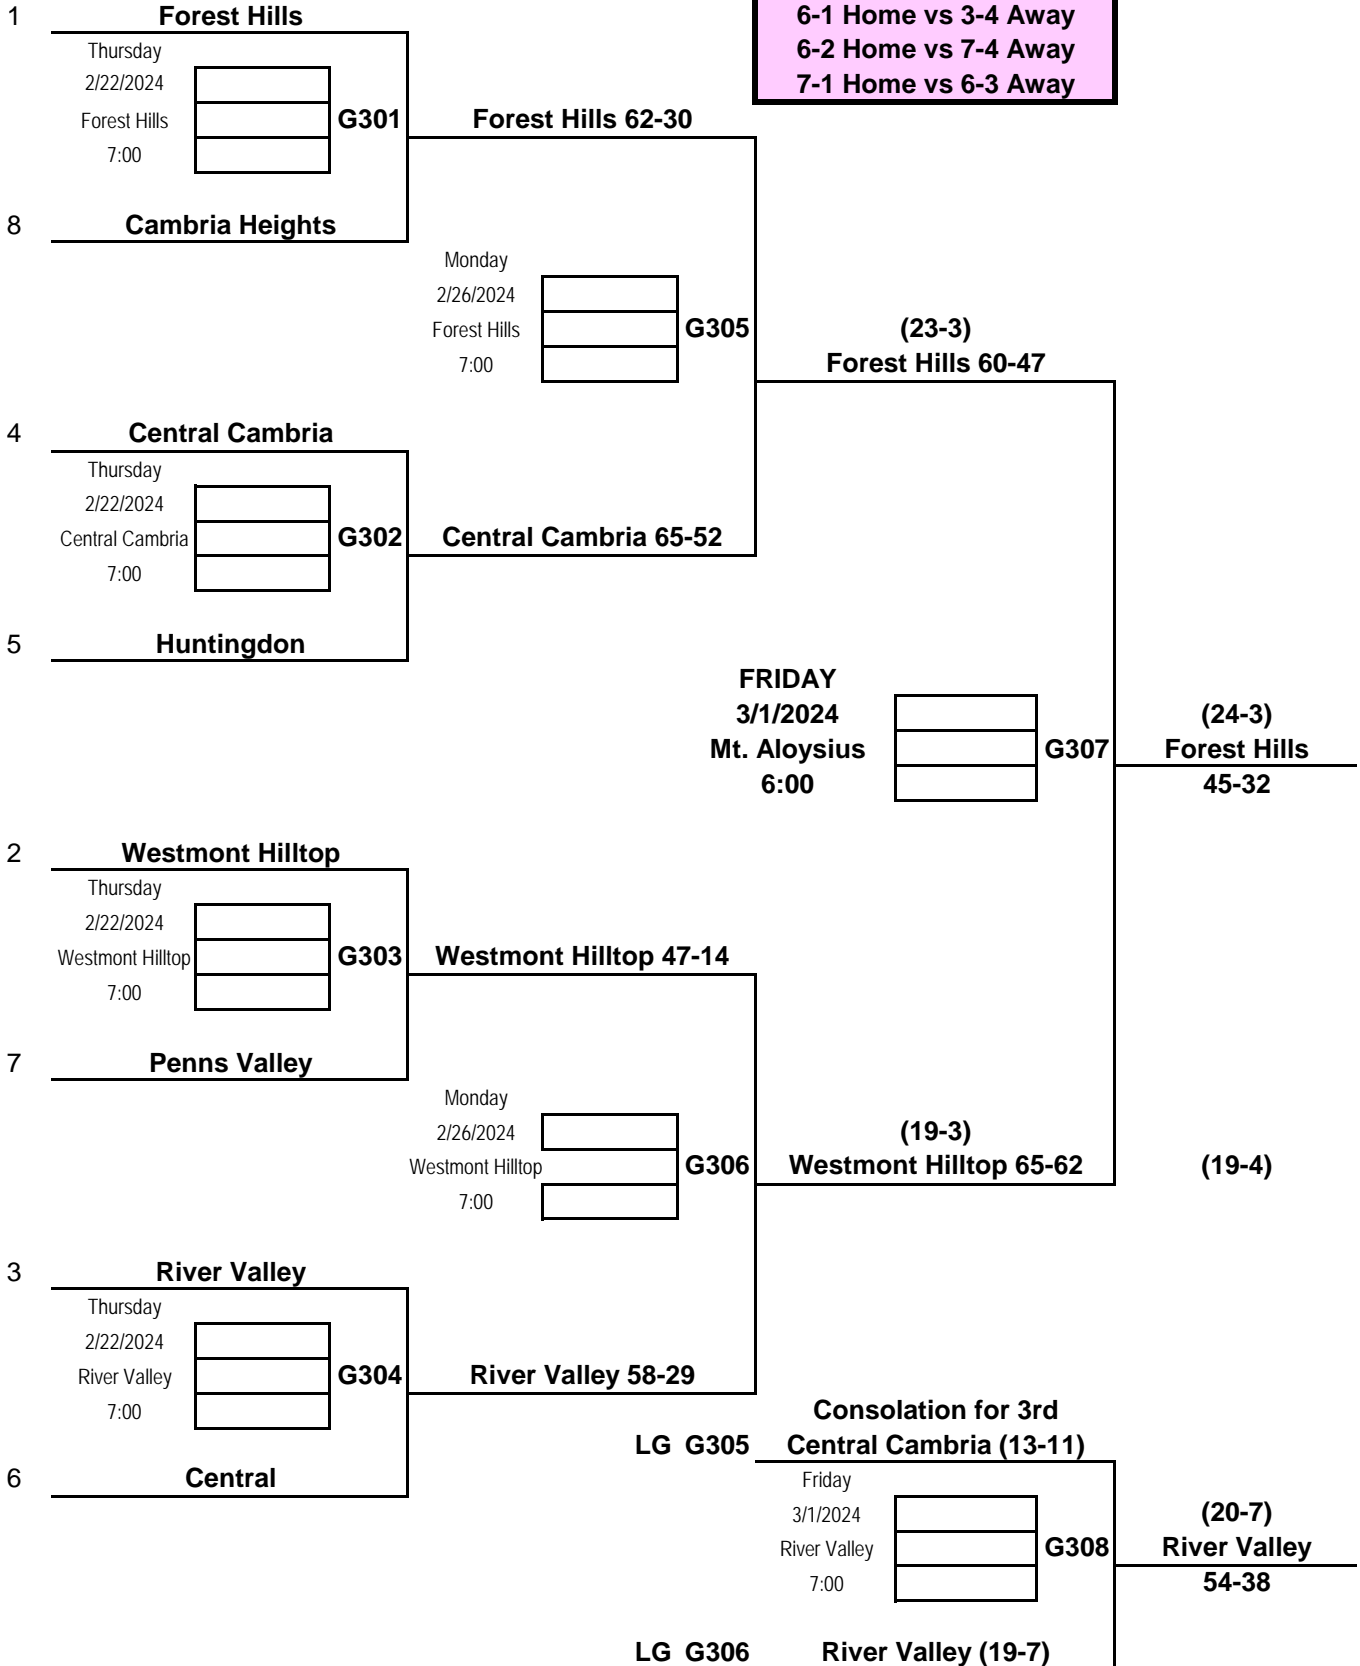 1 Forest Hills
6-1 Home vs 3-4 Away
Thursday
6-2 Home vs 7-4 Away
2/22/2024
7-1 Home vs 6-3 Away
Forest Hills
G301
Forest Hills 62-30
7:00
8 Cambria Heights
Monday
2/26/2024
Forest Hills
G305
(23-3)
7:00
Forest Hills 60-47
4 Central Cambria
Thursday
2/22/2024
Central Cambria
G302
Central Cambria 65-52
7:00
5 Huntingdon
FRIDAY
3/1/2024
(24-3)
Mt. Aloysius
G307
Forest Hills
6:00
45-32
2 Westmont Hilltop
Thursday
2/22/2024
Westmont Hilltop
G303
Westmont Hilltop 47-14
7:00
7 Penns Valley
Monday
2/26/2024
(19-3)
Westmont Hilltop
G306
Westmont Hilltop 65-62
(19-4)
7:00
3 River Valley
Thursday
2/22/2024
River Valley
G304
River Valley 58-29
7:00
Consolation for 3rd
LG G305
Central Cambria (13-11)
6 Central
Friday
3/1/2024
(20-7)
River Valley
G308
River Valley
7:00
54-38
LG G306
River Valley (19-7)